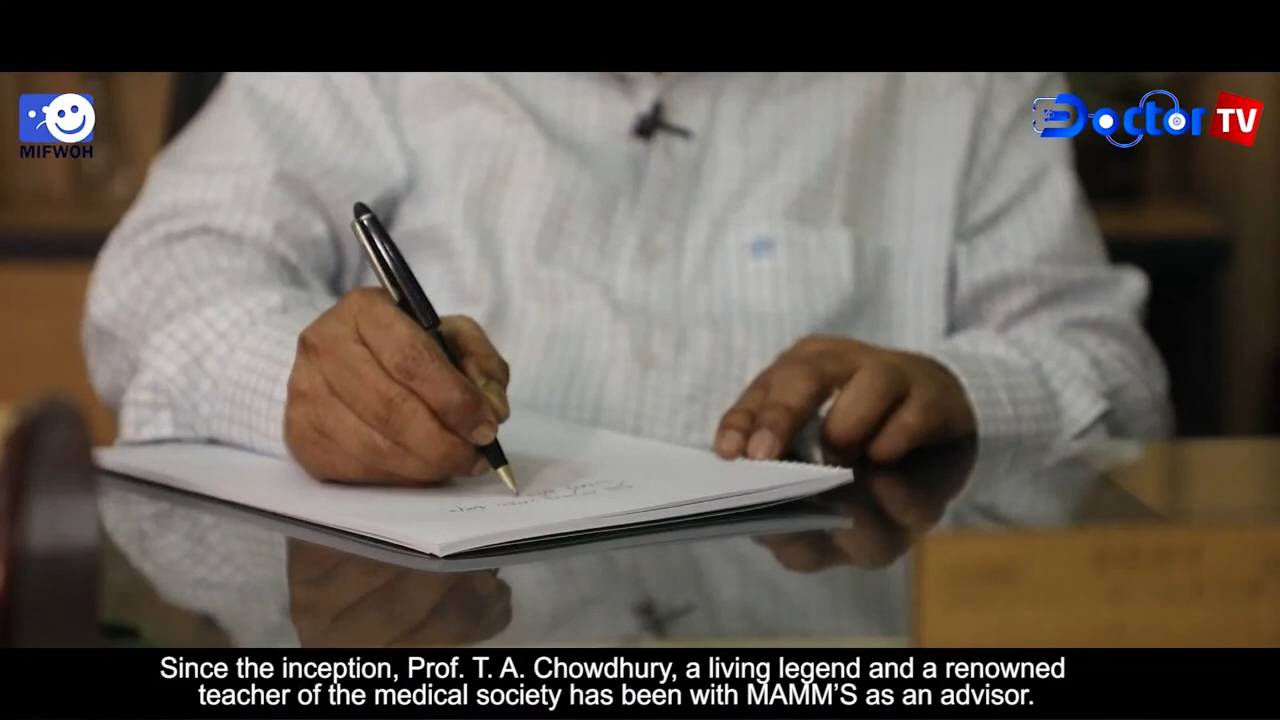 MIFWOH
Doctor TV
Since the inception, Prof. T. A. Chowdhury, a living legend and a renowned
teacher of the medical society has been with MAMM'S as an advisor.